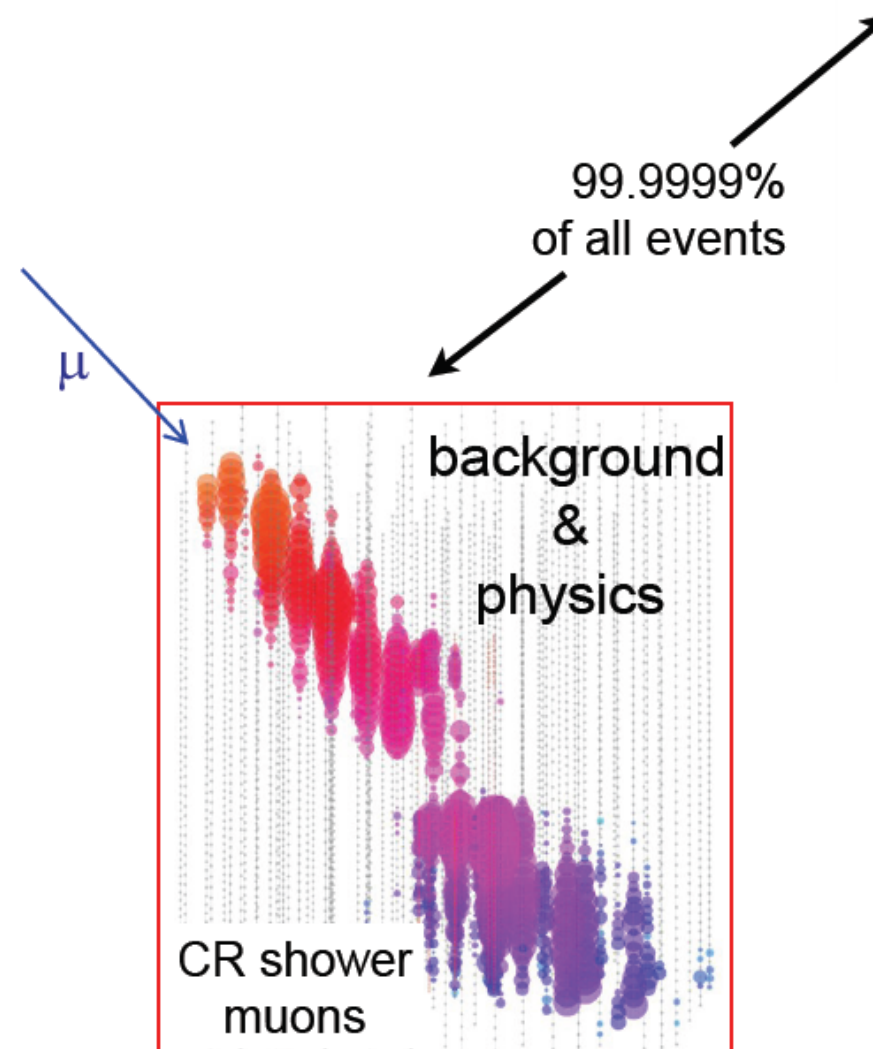 99.9999%
of all events
μ
background
&
physics
CR shower
muons